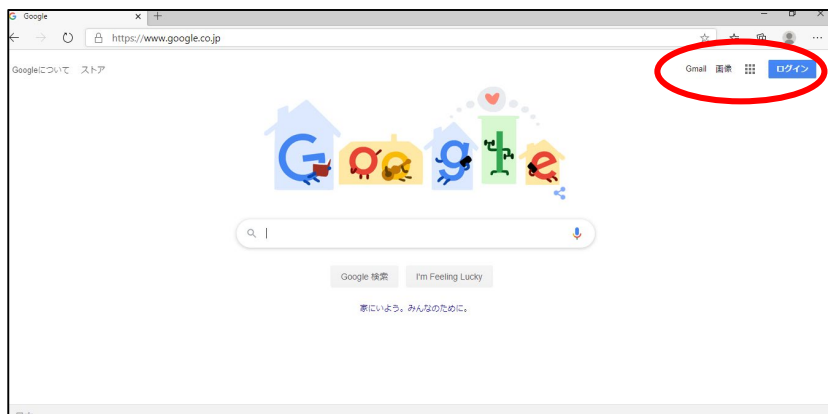 Google
https://www.google.co.jp
Googleについて ストア
Gmail 画像 ログイン
Google
Google 検索 I'm Feeling Lucky
家にいよう。みんなのために。